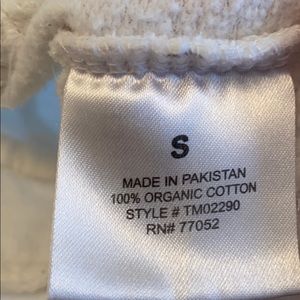 S
MADE IN PAKISTAN
100% ORGANIC COTTON
STYLE # TM02290
RN# 77052